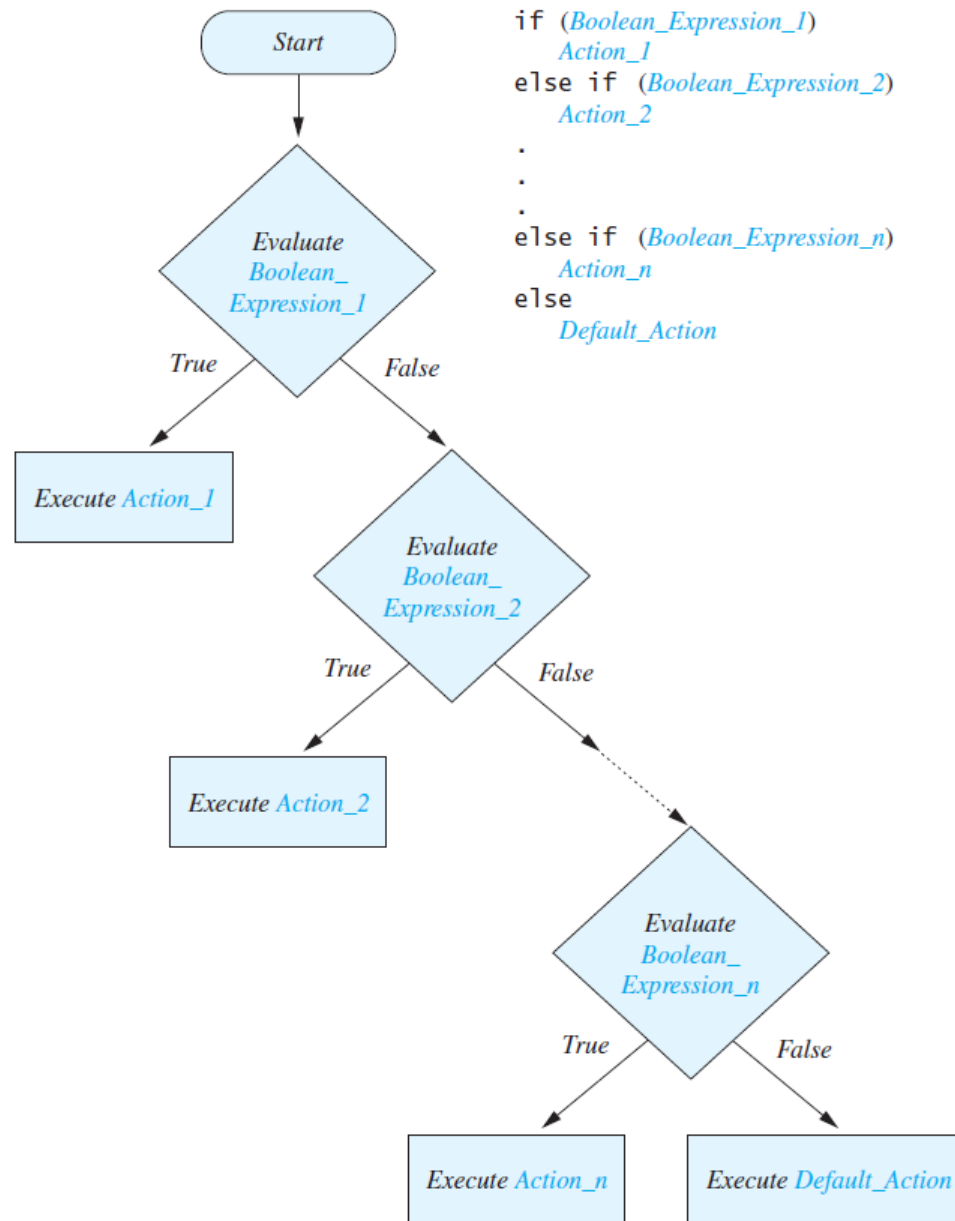 Start
if (Boolean_Expression_1)
Action_1
else if (Boolean_Expression_2)
Action_2
.
.
.
else if (Boolean_Expression_n)
Action_n
else
Default_Action
Evaluate
Boolean_
Expression_1
True
False
Execute Action_1
Evaluate
Boolean_
Expression_2
True
False
Execute Action_2
Evaluate
Boolean_
Expression_n
True
False
Execute Action_n
Execute Default_Action